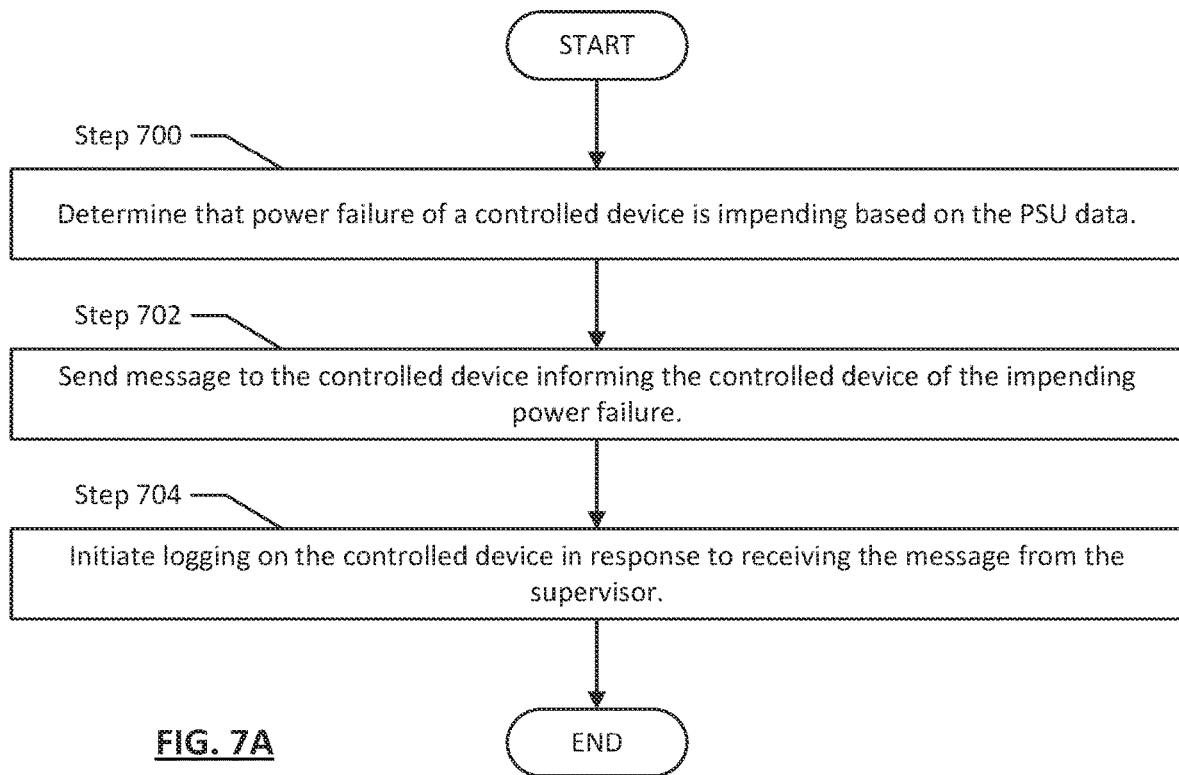 START
Step 700
Determine that power failure of a controlled device is impending based on the PSU data.
Step 702
Send message to the controlled device informing the controlled device of the impending
power failure.
Step 704
Initiate logging on the controlled device in response to receiving the message from the
supervisor.
FIG. 7A
END